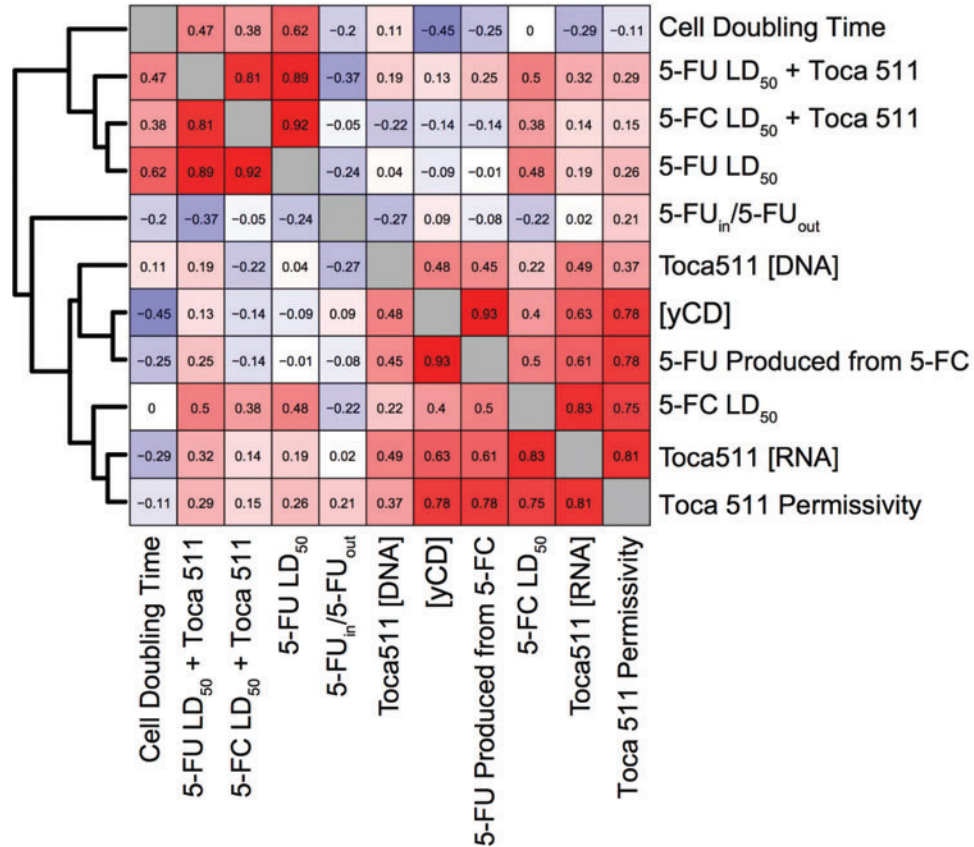 0.47 0.38 0.62 −0.2 0.11 −0.45 −0.25 0 −0.29 −0.11 Cell Doubling Time
0.47 0.81 0.89 −0.37 0.19 0.13 0.25 0.5 0.32 0.29 5-FU LD₅₀ + Toca 511
0.38 0.81 0.92 −0.05 −0.22 −0.14 −0.14 0.38 0.14 0.15 5-FC LD₅₀ + Toca 511
0.62 0.89 0.92 −0.24 0.04 −0.09 −0.01 0.48 0.19 0.26 5-FU LD₅₀
−0.2 −0.37 −0.05 −0.24 −0.27 0.09 −0.08 −0.22 0.02 0.21 5-FUᵢₙ/5-FUₒᵤₜ
0.11 0.19 −0.22 0.04 −0.27 0.48 0.45 0.22 0.49 0.37 Toca511 [DNA]
−0.45 0.13 −0.14 −0.09 0.09 0.48 0.93 0.4 0.63 0.78 [yCD]
−0.25 0.25 −0.14 −0.01 −0.08 0.45 0.93 0.5 0.61 0.78 5-FU Produced from 5-FC
0 0.5 0.38 0.48 −0.22 0.22 0.4 0.5 0.83 0.75 5-FC LD₅₀
−0.29 0.32 0.14 0.19 0.02 0.49 0.63 0.61 0.83 0.81 Toca511 [RNA]
−0.11 0.29 0.15 0.26 0.21 0.37 0.78 0.78 0.75 0.81 Toca 511 Permissivity
Cell Doubling Time
5-FU LD₅₀ + Toca 511
5-FC LD₅₀ + Toca 511
5-FU LD₅₀
5-FUᵢₙ/5-FUₒᵤₜ
Toca511 [DNA]
[yCD]
5-FU Produced from 5-FC
5-FC LD₅₀
Toca511 [RNA]
Toca 511 Permissivity